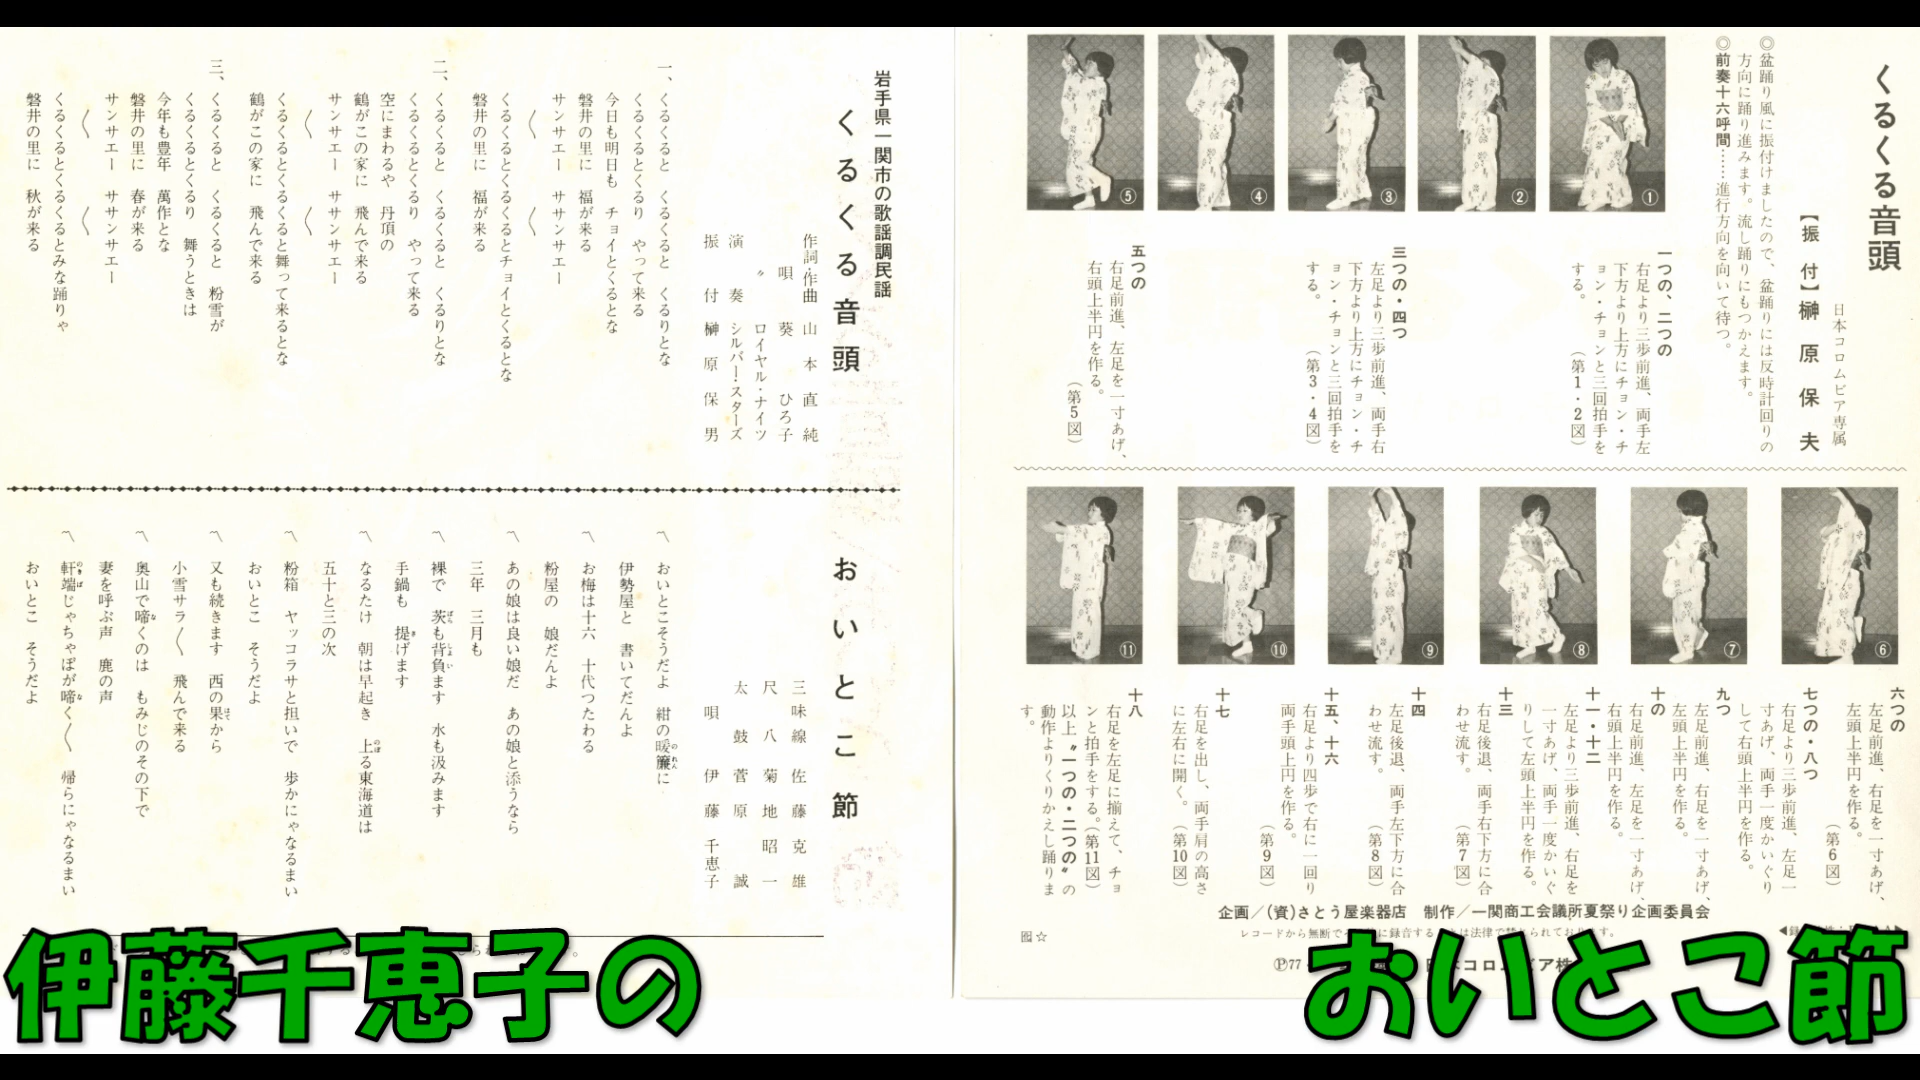 くるくる音頭
日本コロムビア専属
【振付】榊原保夫
◎盆踊り風に振付けましたので、盆踊りには反時計回りの
方向に踊り進みます。流し踊りにもつかえます。
◎前奏十六呼間……進行方向を向いて待つ。
①
②
③
④
⑤
一つの、二つの
右足より三歩前進、両手左
下方より上方にチョン・チ
ョン・チョンと三回拍手を
する。 (第1・2図)
三つの・四つ
左足より三歩前進、両手右
下方より上方にチョン・チ
ョン・チョンと三回拍手を
する。 (第3・4図)
五つの
右足前進、左足を一寸あげ、
右頭上半円を作る。
(第5図)
⑥
⑦
⑧
⑨
⑩
⑪
六つの
左足前進、右足を一寸あげ、
左頭上半円を作る。
(第6図)
七つの・八つ
右足より三歩前進、左足一
寸あげ、両手一度かいぐり
して右頭上半円を作る。
九つ
左足前進、右足を一寸あげ、
左頭上半円を作る。
十の
右足前進、左足を一寸あげ、
右頭上半円を作る。
十一・十二
左足より三歩前進、右足を
一寸あげ、両手一度かいぐ
りして左頭上半円を作る。
十三
右足後退、両手右下方に合
わせ流す。 (第7図)
十四
左足後退、両手左下方に合
わせ流す。 (第8図)
十五、十六
右足より四歩で右に一回り
両手頭上円を作る。
(第9図)
十七
右足を出し、両手肩の高さ
に左右に開く。 (第10図)
十八
右足を左足に揃えて、チョ
ンと拍手をする。(第11図)
以上〝一つの・二つの〟の
動作よりくりかえし踊りま
す。
企画/(資)さとう屋楽器店 制作/一関商工会議所夏祭り企画委員会
レコードから無断で
に録音する
は法律で禁じられております。
Ⓟ77
岩手県一関市の歌謡調民謡
くるくる音頭
作詞・作曲 山本直純
唄 葵ひろ子
〃 ロイヤル・ナイツ
演奏 シルバー・スターズ
振付 榊原保男
一、くるくると くるくると くるりとな
くるくるとくるり やって来る
今日も明日も チョイとくるとな
磐井の里に 福が来る
サンサエー ササンサエー
〱 〱
くるくるとくるくるとチョイとくるとな
磐井の里に 福が来る
二、くるくると くるくると くるりとな
くるくるとくるり やって来る
空にまわるや 丹頂の
鶴がこの家に 飛んで来る
サンサエー ササンサエー
〱 〱
くるくるとくるくると舞って来るとな
鶴がこの家に 飛んで来る
三、くるくると くるくると 粉雪が
くるくるとくるり 舞うときは
今年も豊年 萬作とな
磐井の里に 春が来る
サンサエー ササンサエー
〱 〱
くるくるとくるくるとみな踊りゃ
磐井の里に 秋が来る
おいとこ節
三味線 佐藤克雄
尺八 菊地昭一
太鼓 菅原誠
唄 伊藤千恵子
〽おいとこそうだよ 紺の暖簾に
伊勢屋と 書いてだんよ
〽お梅は十六 十代つたわる
粉屋の 娘だんよ
〽あの娘は良い娘だ あの娘と添うなら
三年 三月も
〽裸で 茨も背負ます 水も汲みます
手鍋も 提げます
〽なるたけ 朝は早起き 上る東海道は
五十と三の次
〽粉箱 ヤッコラサと担いで 歩かにゃなるまい
おいとこ そうだよ
〽又も続きます 西の果から
小雪サラ〱 飛んで来る
〽奥山で啼くのは もみじのその下で
妻を呼ぶ声 鹿の声
〽軒端じゃちゃぼが啼く〱 帰らにゃなるまい
おいとこ そうだよ
伊藤千恵子の
おいとこ節